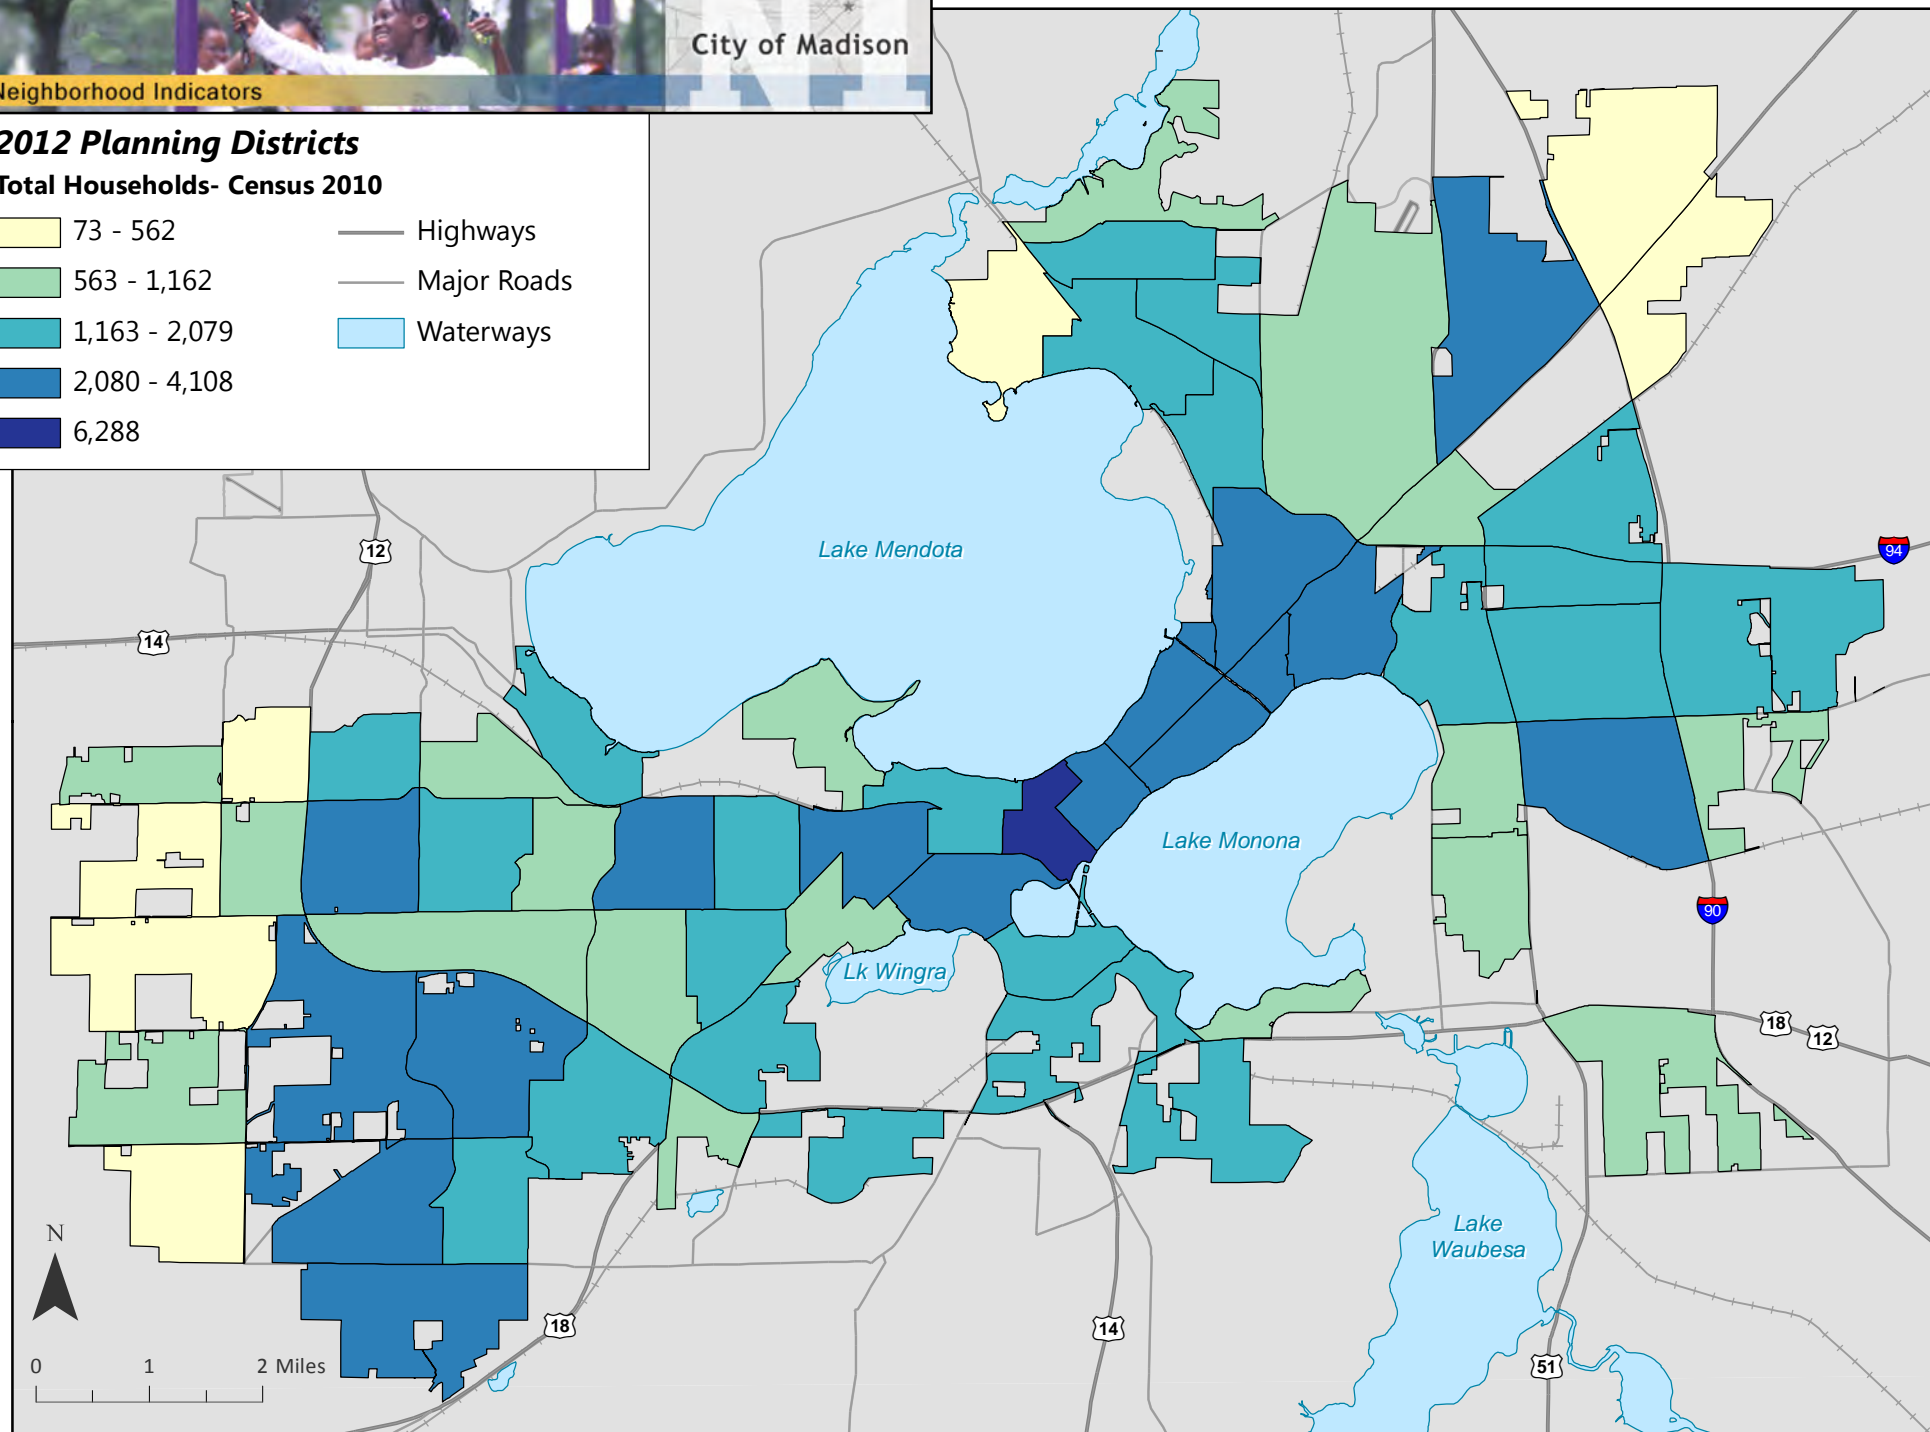 City of Madison
Neighborhood Indicators
2012 Planning Districts
Total Households- Census 2010
73 - 562
563 - 1,162
1,163 - 2,079
2,080 - 4,108
6,288
Highways
Major Roads
Waterways
12
14
Lake Mendota
94
Lake Monona
90
Lk Wingra
18
12
Lake
Waubesa
N
18
14
51
0 1 2 Miles